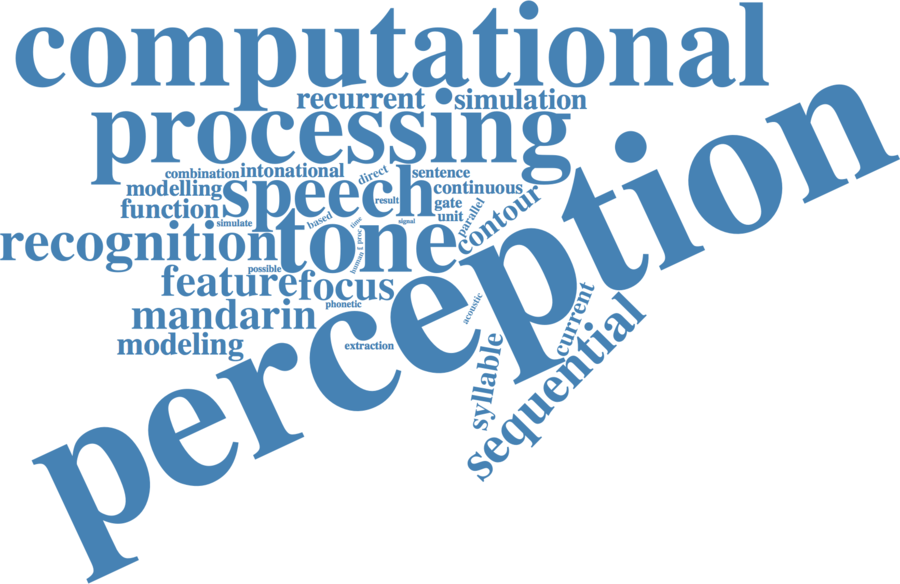 computational
recurrent
simulation
processing
combination
intonational
direct
sentence
modelling
speech
result
continuous
function
gate
simulate
based
time
signal
unit
parallel
contour
recognition
tone
human
proc
possible
feature
focus
phonetic
acoustic
current
mandarin
modeling
extraction
perception
syllable
sequential